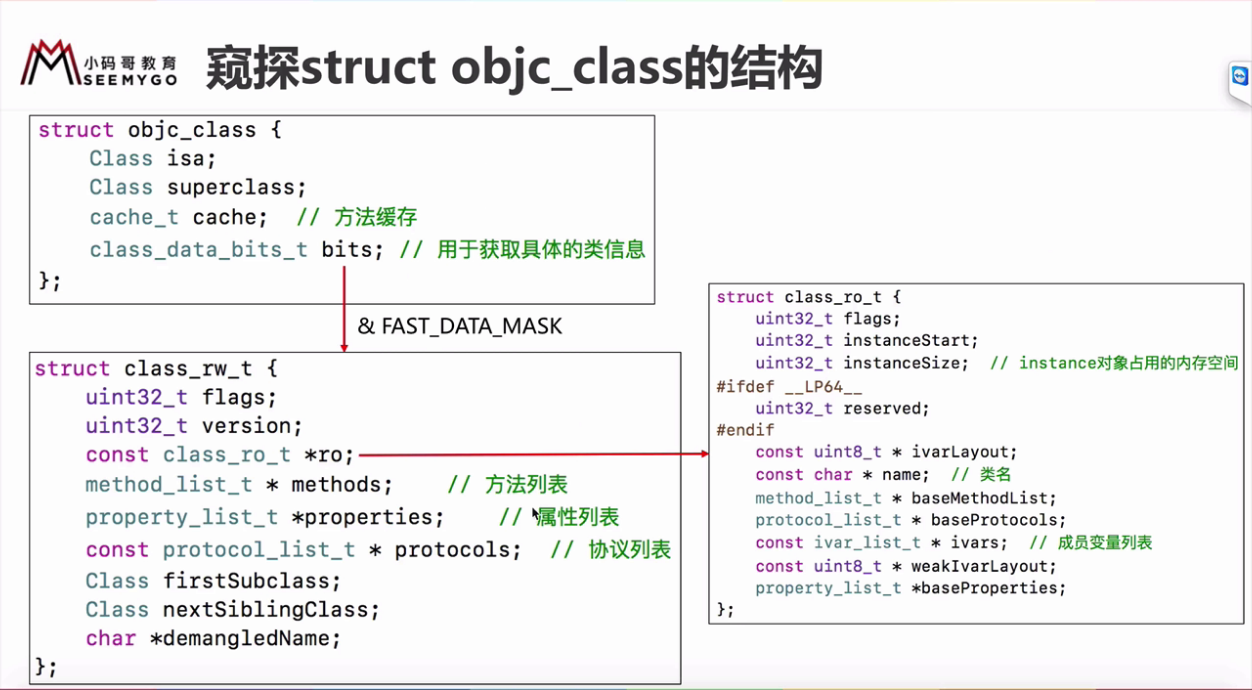 小码哥教育
SEEMYGO
窥探struct objc_class的结构
struct objc_class {
    Class isa;
    Class superclass;
    cache_t cache;  // 方法缓存
    class_data_bits_t bits; // 用于获取具体的类信息
};
& FAST_DATA_MASK
struct class_rw_t {
    uint32_t flags;
    uint32_t version;
    const class_ro_t *ro;
    method_list_t * methods;    // 方法列表
    property_list_t *properties;    // 属性列表
    const protocol_list_t * protocols;  // 协议列表
    Class firstSubclass;
    Class nextSiblingClass;
    char *demangledName;
};
struct class_ro_t {
    uint32_t flags;
    uint32_t instanceStart;
    uint32_t instanceSize;  // instance对象占用的内存空间
#ifdef __LP64__
    uint32_t reserved;
#endif
    const uint8_t * ivarLayout;
    const char * name;  // 类名
    method_list_t * baseMethodList;
    protocol_list_t * baseProtocols;
    const ivar_list_t * ivars;  // 成员变量列表
    const uint8_t * weakIvarLayout;
    property_list_t *baseProperties;
};